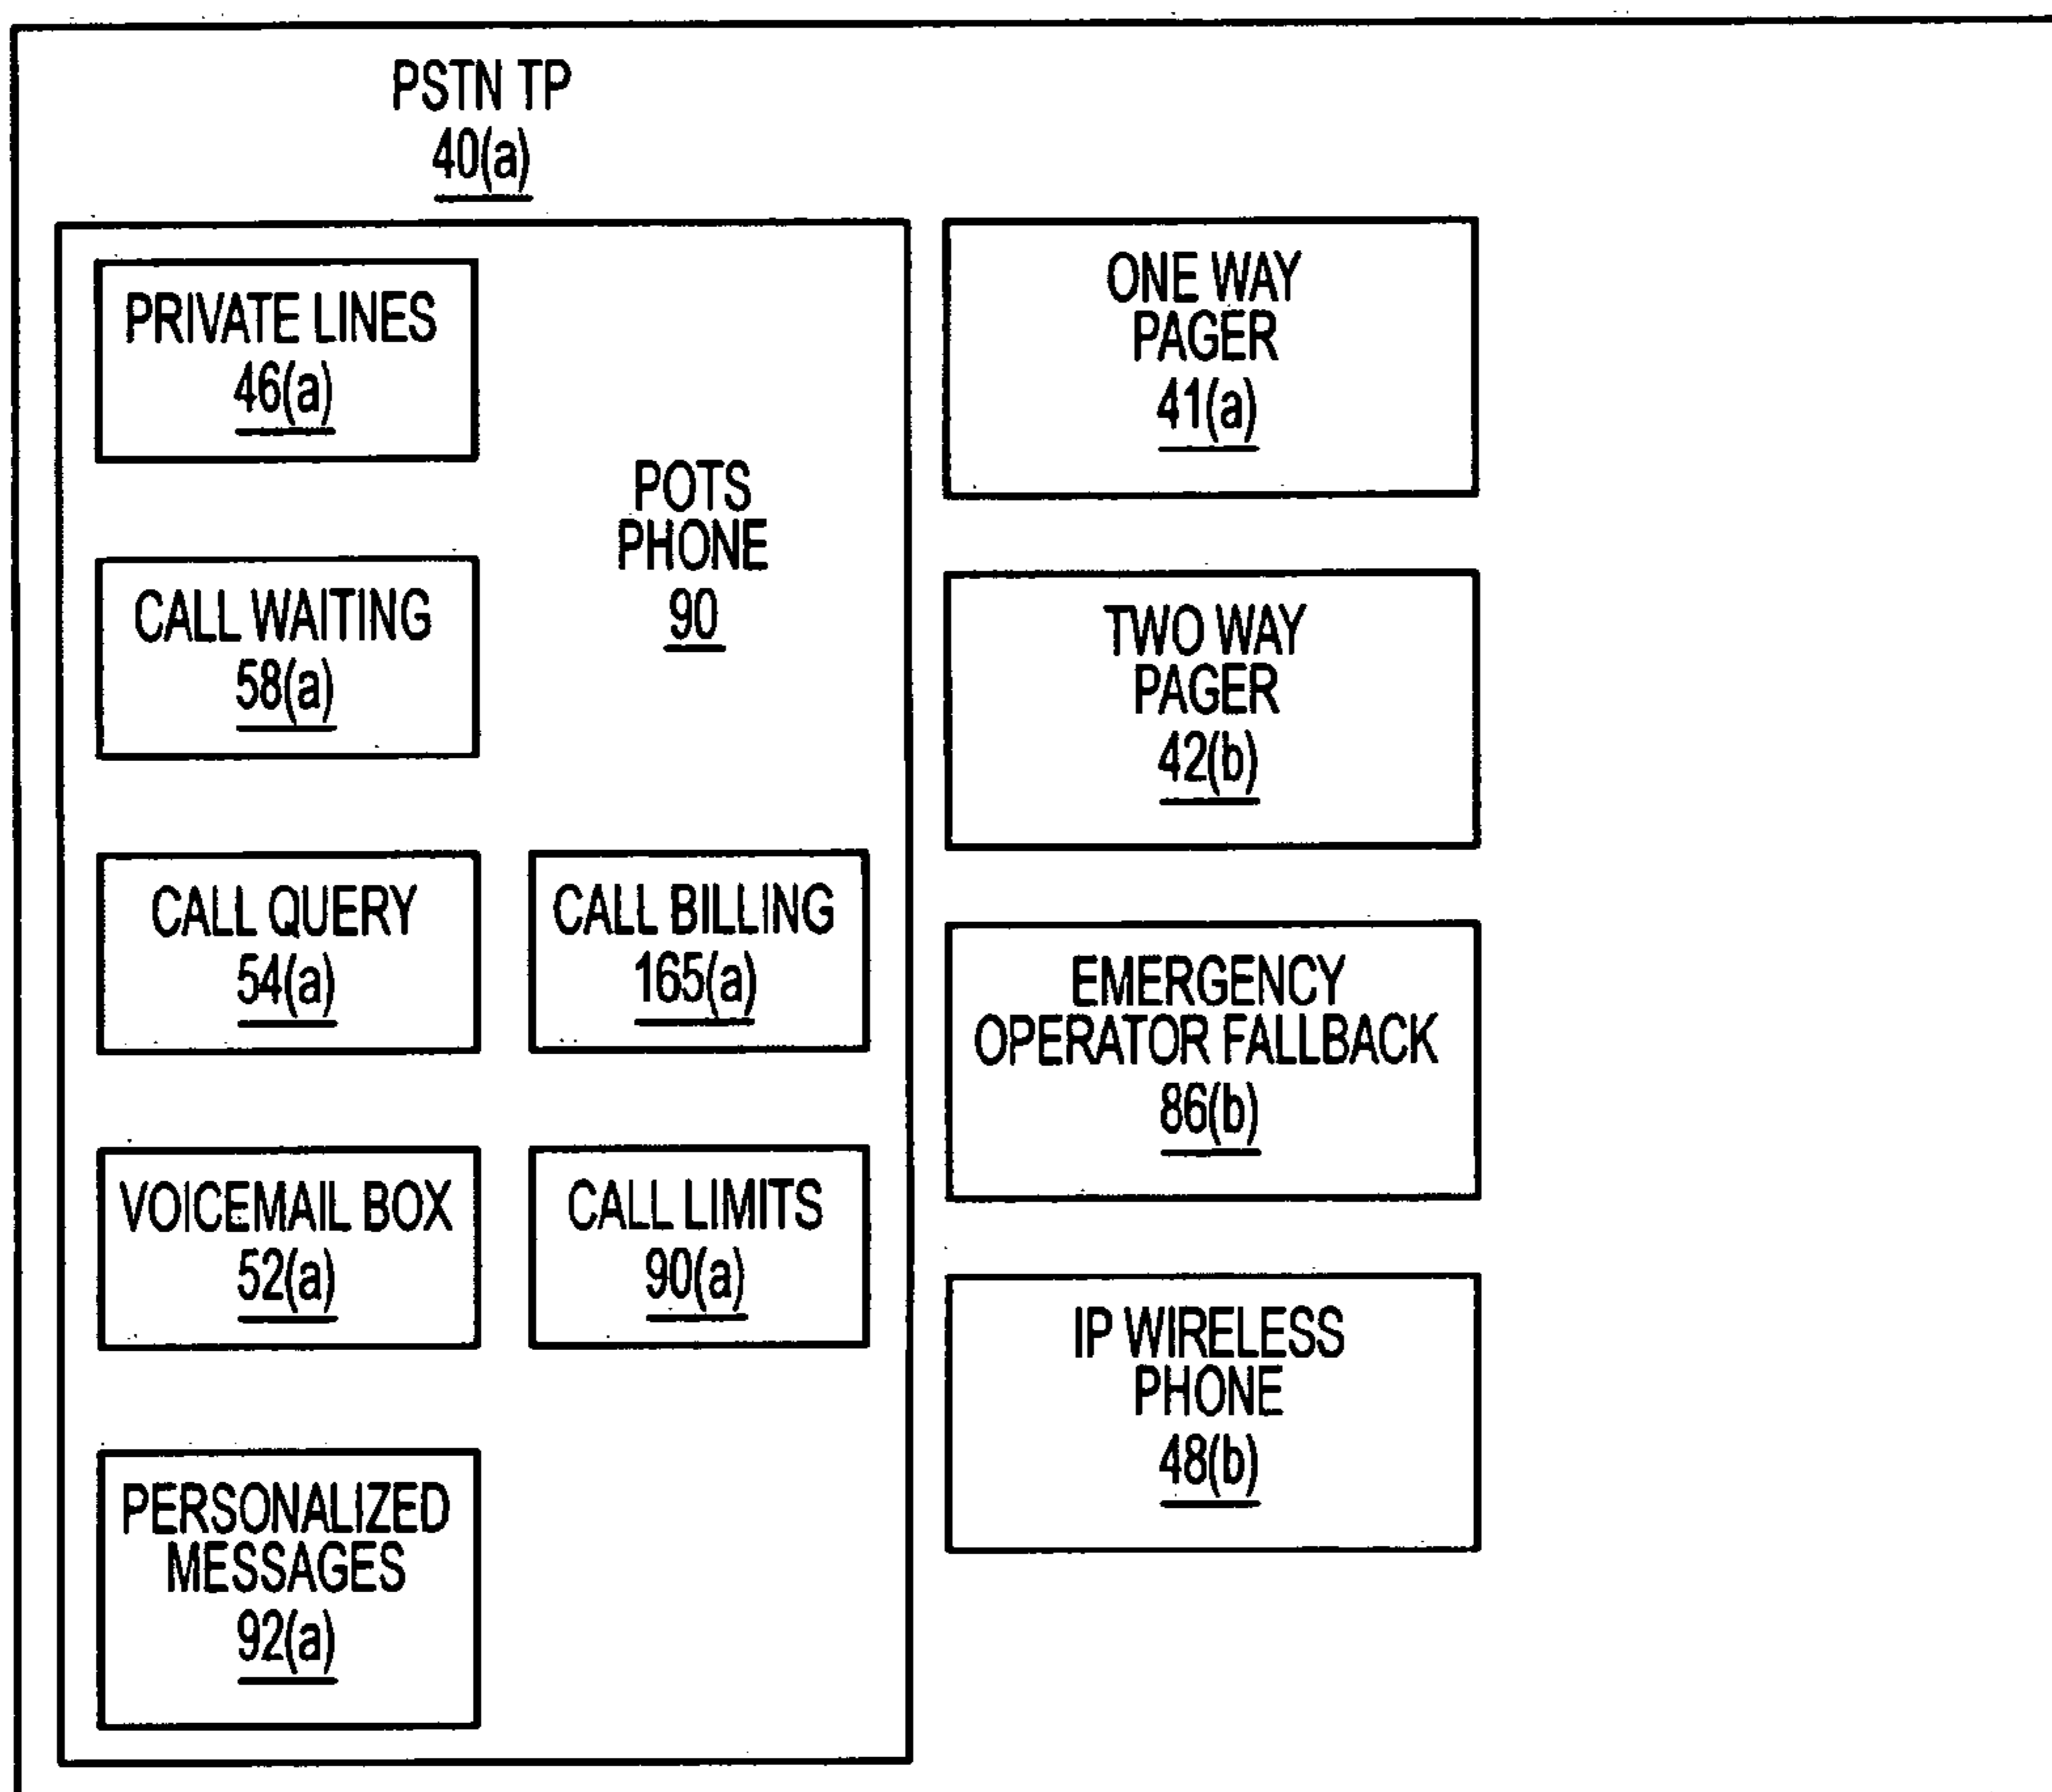 PSTN TP
40(a)
PRIVATE LINES
46(a)
POTS
PHONE
90
CALL WAITING
58(a)
CALL QUERY
54(a)
CALL BILLING
165(a)
VOICEMAIL BOX
52(a)
CALL LIMITS
90(a)
PERSONALIZED
MESSAGES
92(a)
ONE WAY
PAGER
41(a)
TWO WAY
PAGER
42(b)
EMERGENCY
OPERATOR FALLBACK
86(b)
IP WIRELESS
PHONE
48(b)